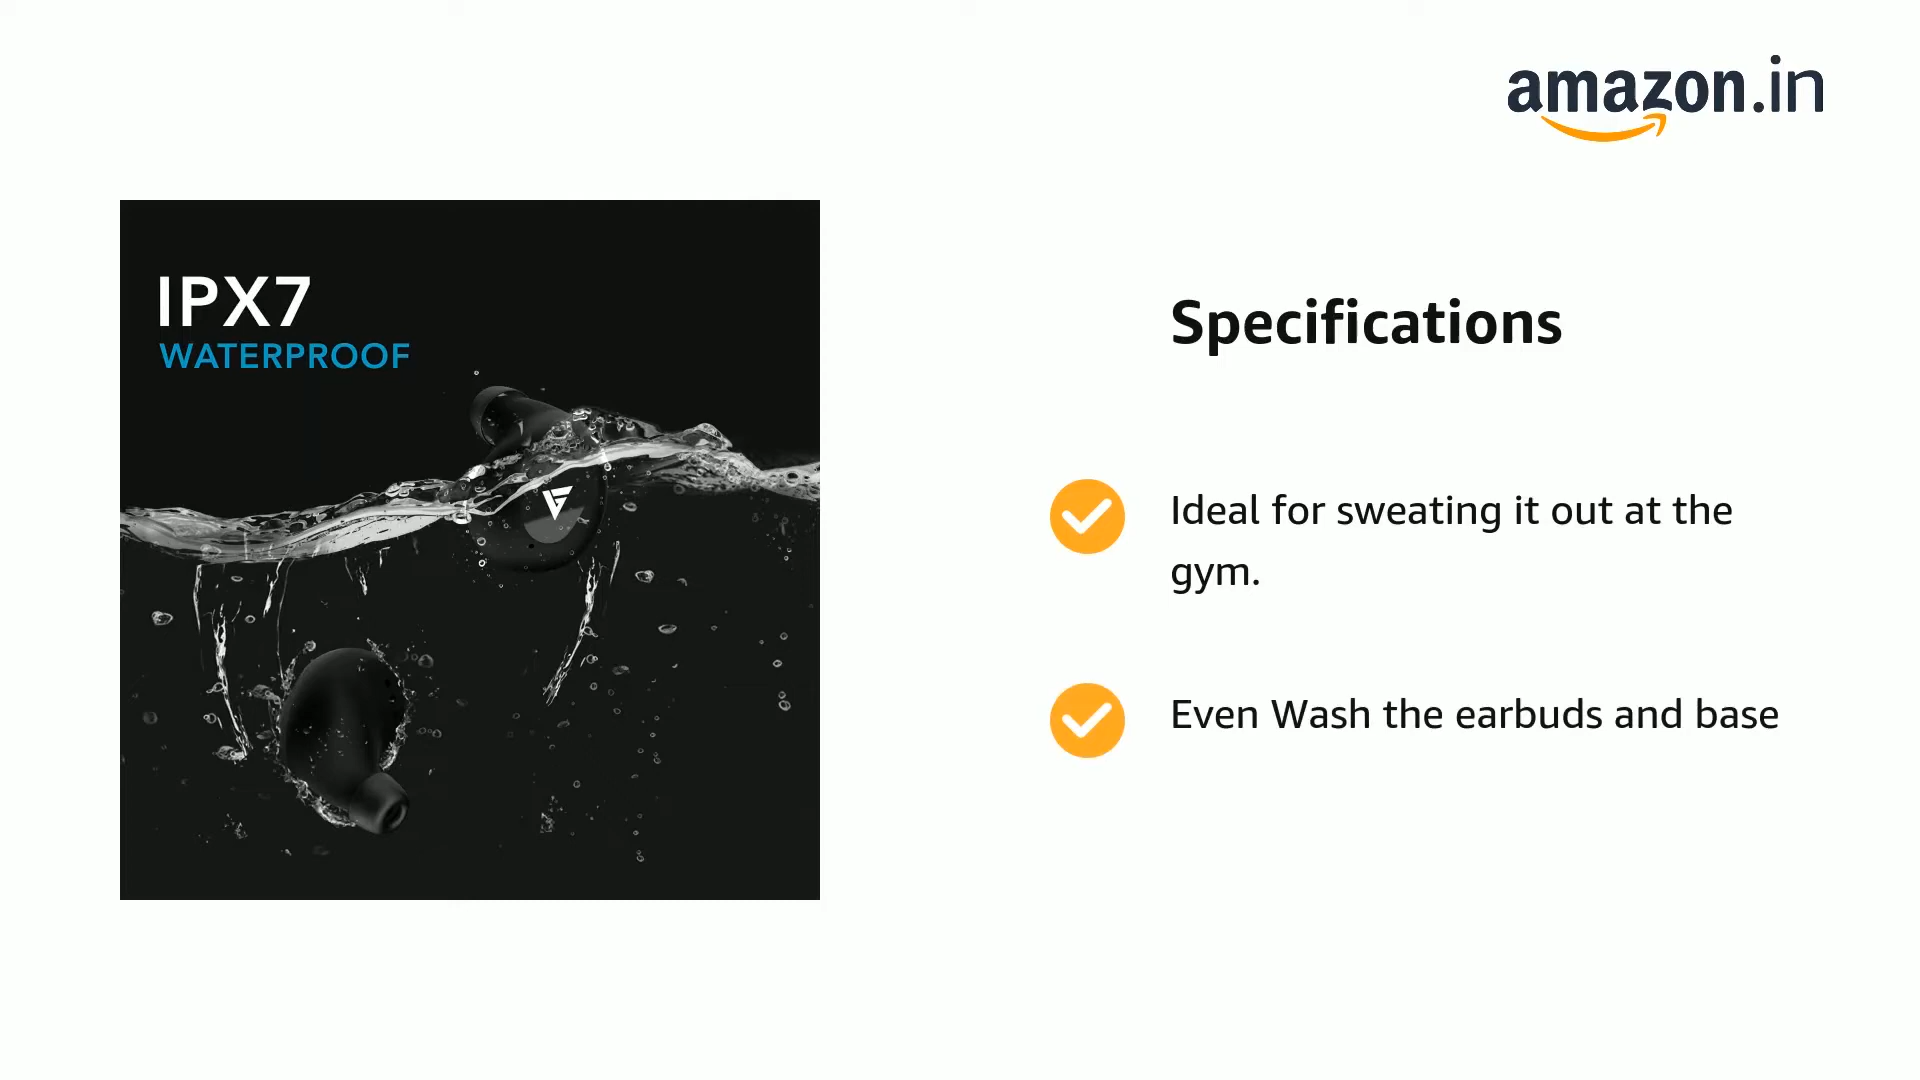 amazon.in
IPX7
WATERPROOF
Specifications
Ideal for sweating it out at the
gym.
Even Wash the earbuds and base